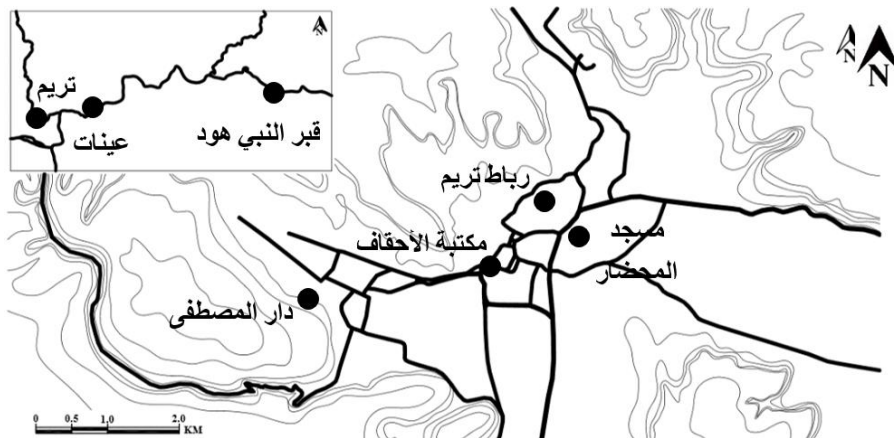 N
تريم
عينات
قبر النبي هود
N
N
رباط تريم
مكتبة الأحقاف
مسجد
المحضار
دار المصطفى
0 0.5 1.0 2.0
KM